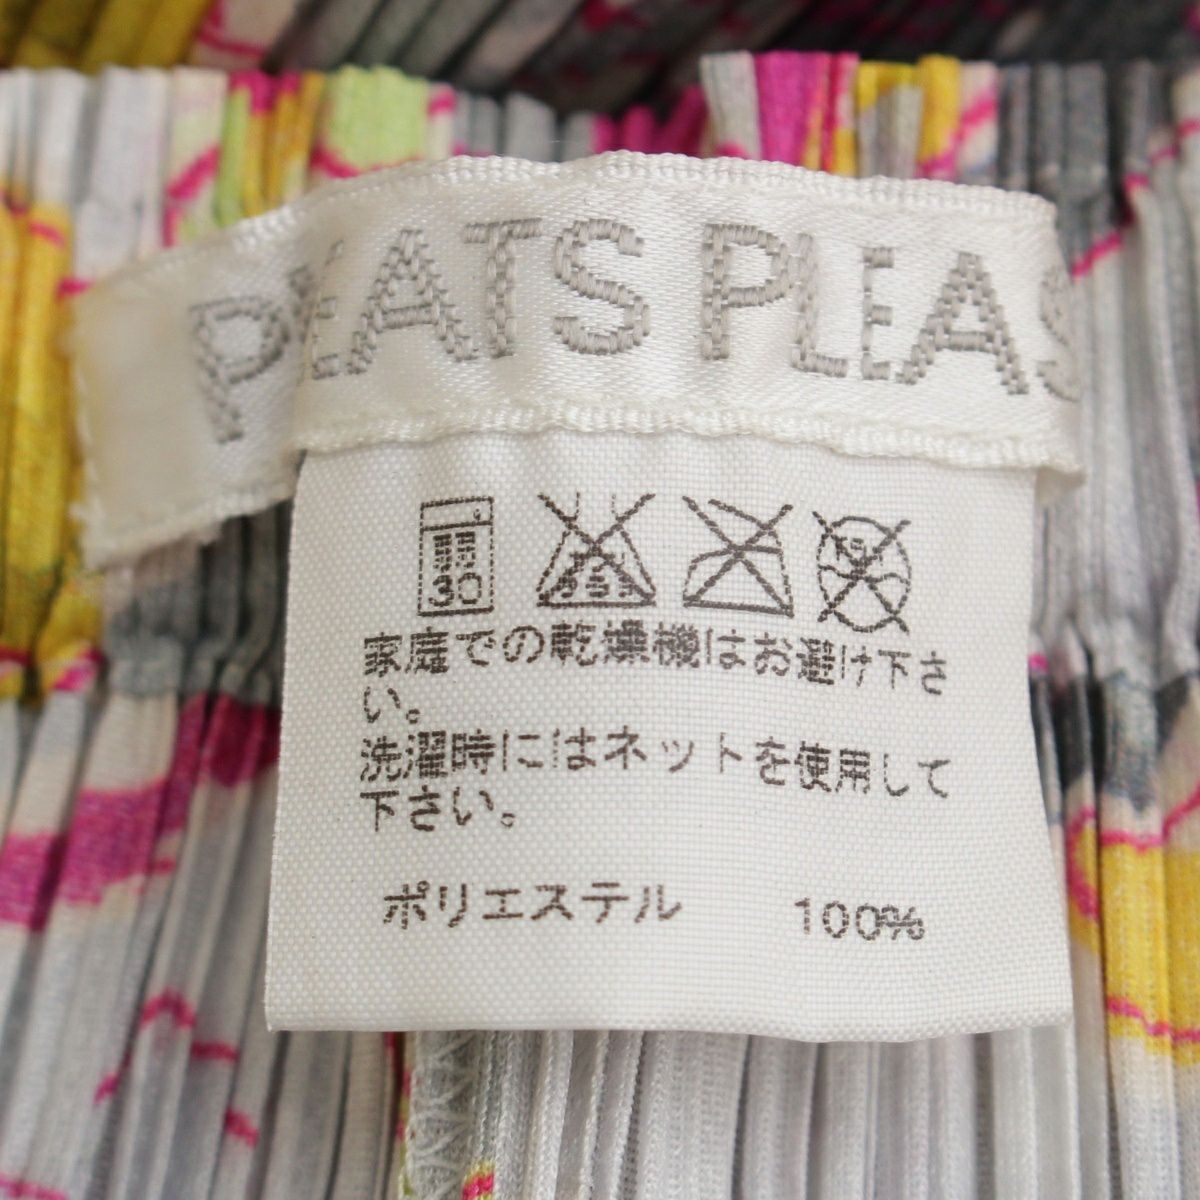 PLEATS PLEAS
30
家庭での乾燥機はお避け下さ
い。
洗濯時にはネットを使用して
下さい。
ポリエステル 100%